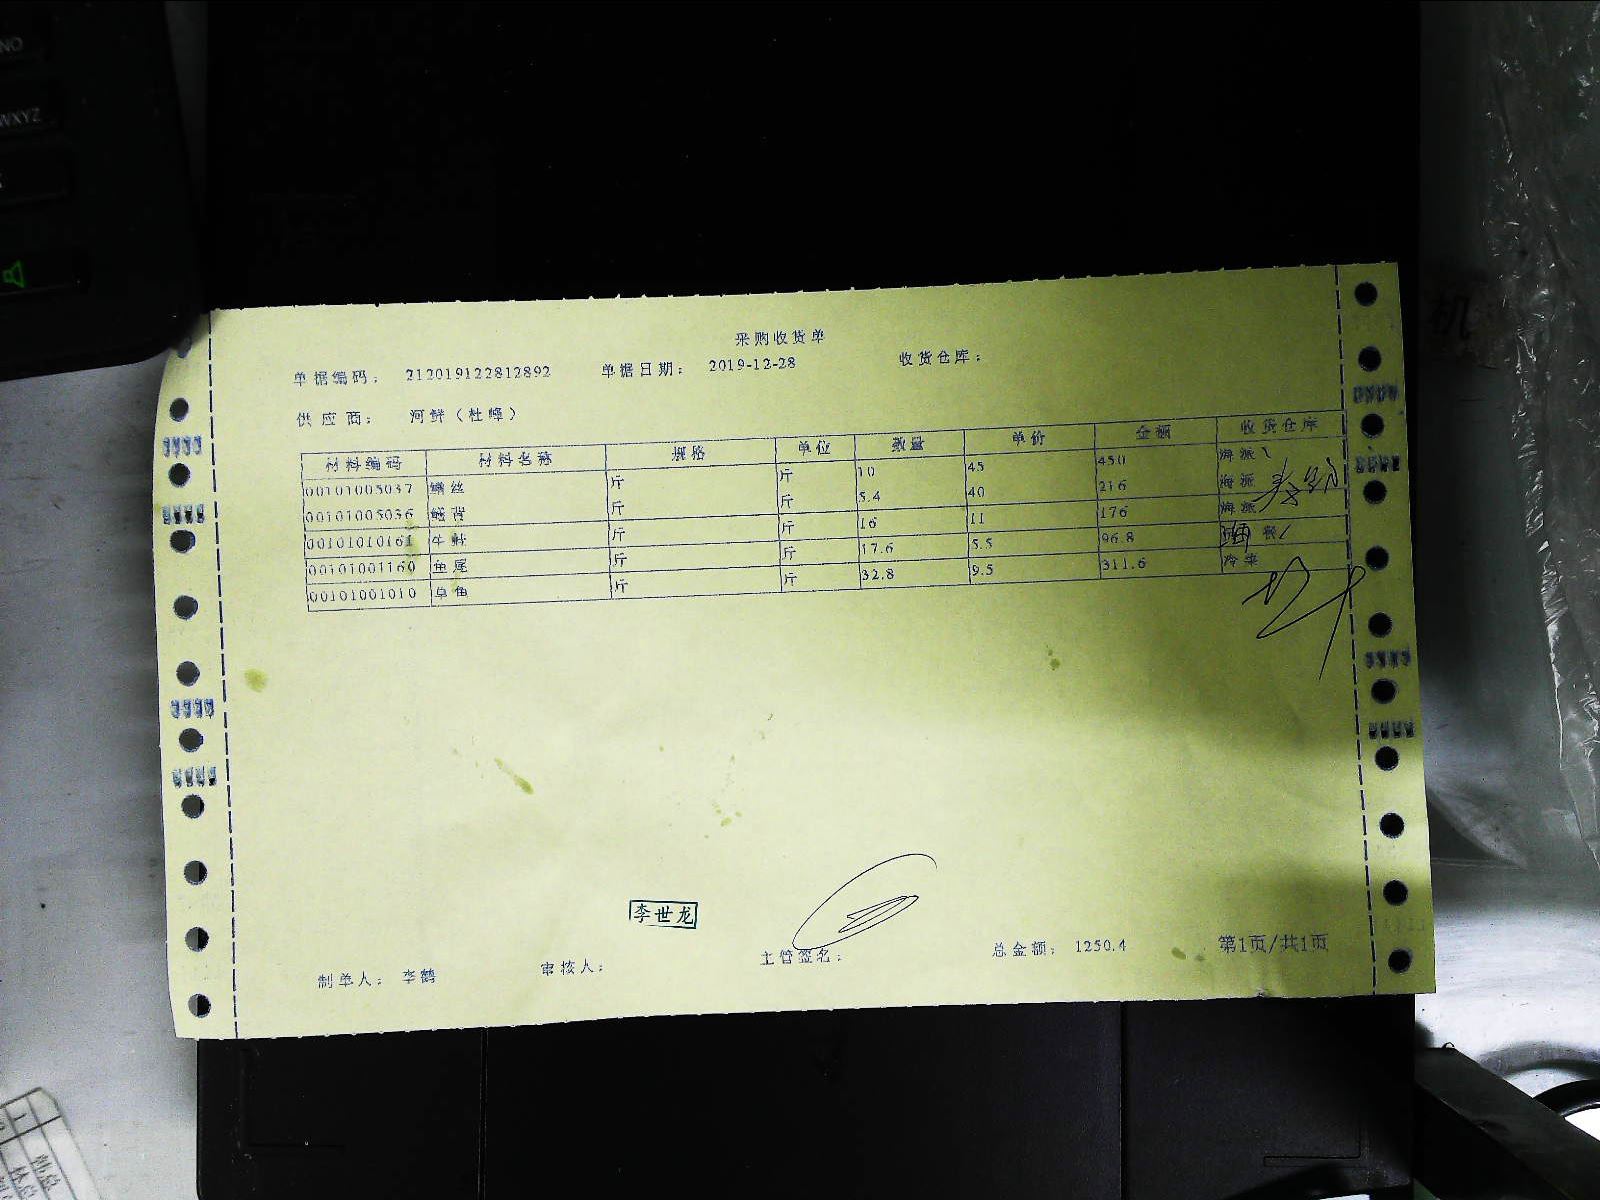 NO
WXYZ
机
采购收货单
单据编码： 212019122812892 单据日期： 2019-12-28 收货仓库：
供应商： 河鲜（杜峰）
材料编码 材料名称 规格 单位 数量 单价 金额 收货仓库
00101005037 鳝丝 斤 斤 10 45 450 海派
00101005036 鳝背 斤 斤 5.4 40 216 海派
00101010161 牛蛙 斤 斤 16 11 176 海派
00101001160 鱼尾 斤 斤 17.6 5.5 96.8
00101001010 草鱼 斤 斤 32.8 9.5 311.6 冷菜
李世龙
制单人： 李鹤 审核人： 主管签名： 总金额： 1250.4 第1页/共1页